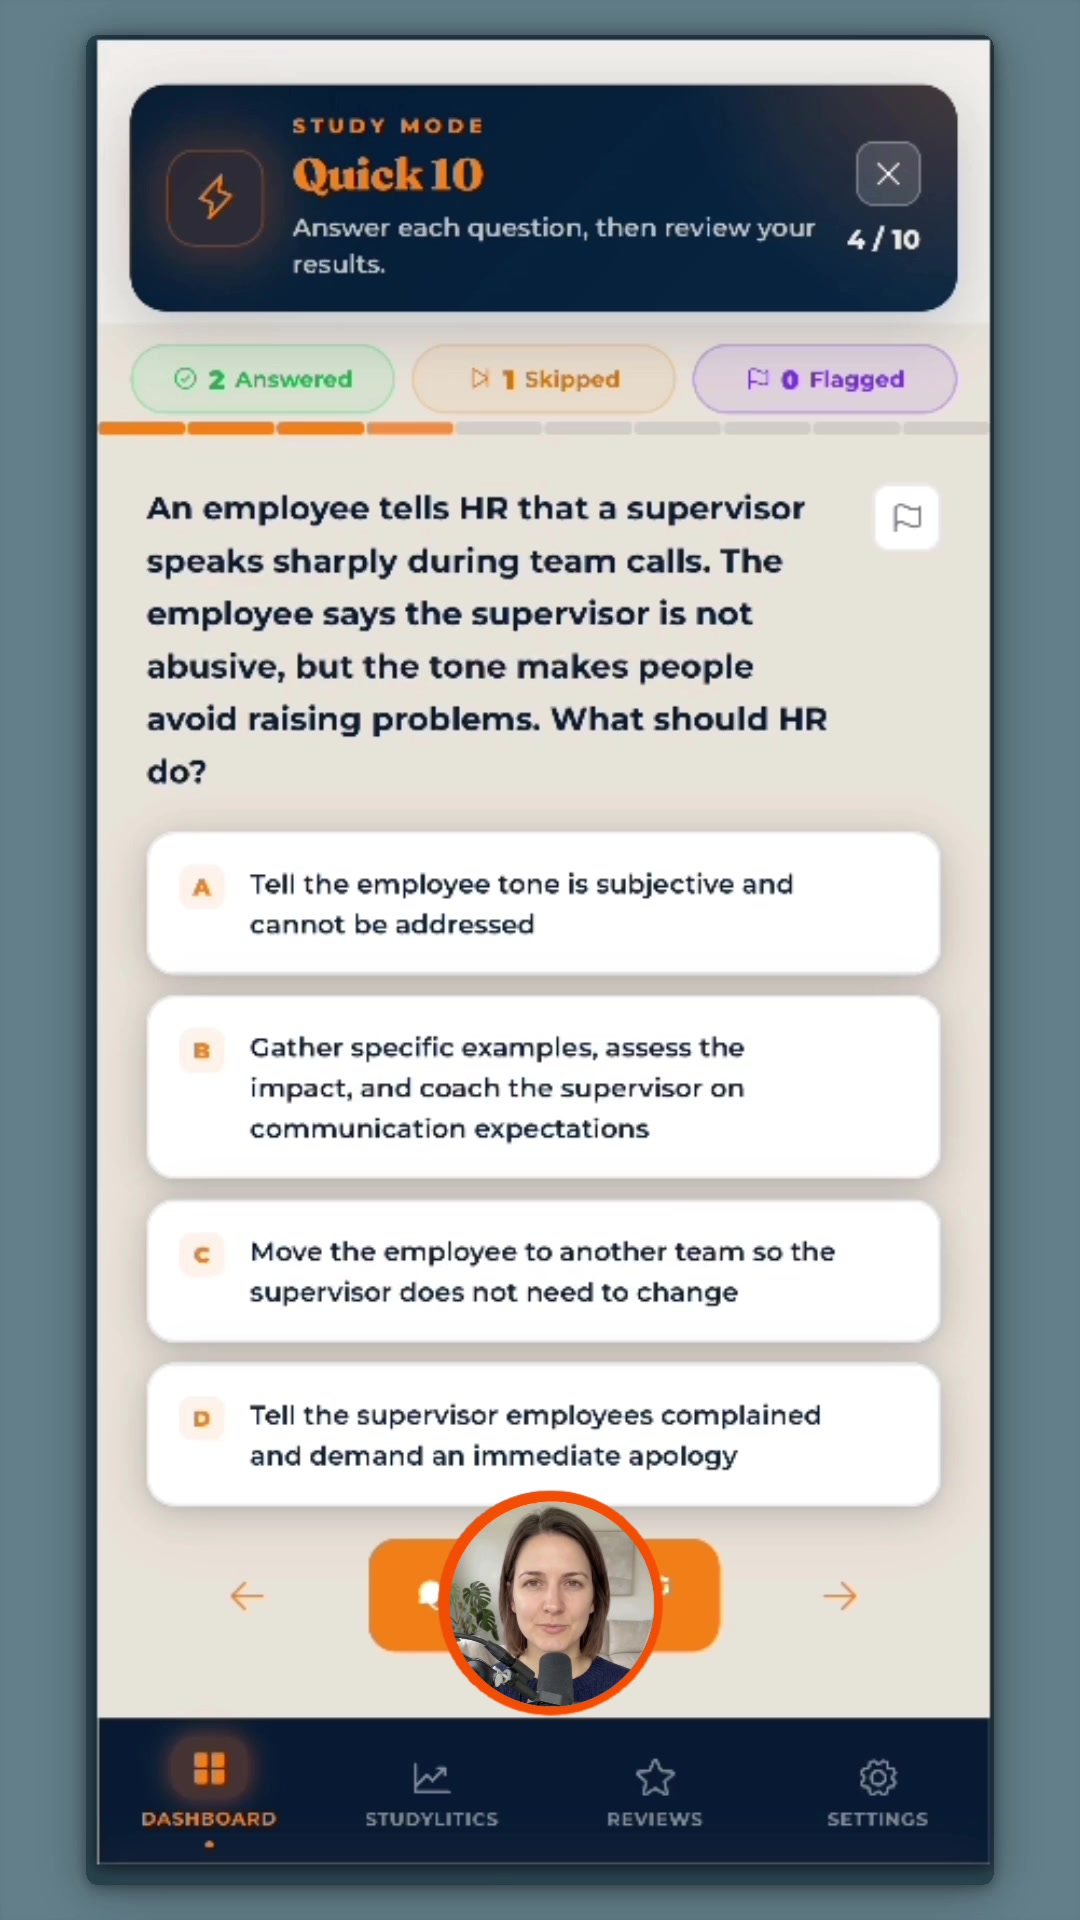 STUDY MODE
Quick 10
Answer each question, then review your
results.
4 / 10
2 Answered
1 Skipped
0 Flagged
An employee tells HR that a supervisor
speaks sharply during team calls. The
employee says the supervisor is not
abusive, but the tone makes people
avoid raising problems. What should HR
do?
A
Tell the employee tone is subjective and
cannot be addressed
B
Gather specific examples, assess the
impact, and coach the supervisor on
communication expectations
C
Move the employee to another team so the
supervisor does not need to change
D
Tell the supervisor employees complained
and demand an immediate apology
DASHBOARD
STUDYLITICS
REVIEWS
SETTINGS